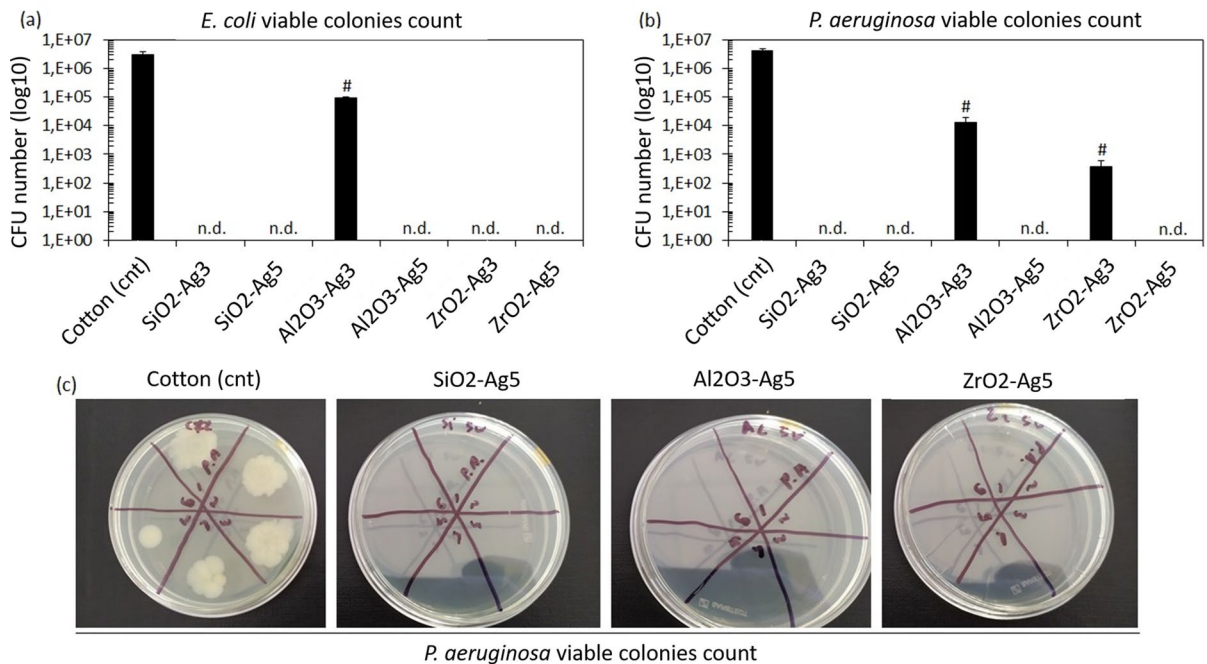 (a)
E. coli viable colonies count
CFU number (log10)
1,E+07
1,E+06
1,E+05
1,E+04
1,E+03
1,E+02
1,E+01
1,E+00
#
n.d.
n.d.
n.d.
n.d.
n.d.
Cotton (cnt)
SiO2-Ag3
SiO2-Ag5
Al2O3-Ag3
Al2O3-Ag5
ZrO2-Ag3
ZrO2-Ag5
(b)
P. aeruginosa viable colonies count
CFU number (log10)
1,E+07
1,E+06
1,E+05
1,E+04
1,E+03
1,E+02
1,E+01
1,E+00
#
#
n.d.
n.d.
n.d.
n.d.
Cotton (cnt)
SiO2-Ag3
SiO2-Ag5
Al2O3-Ag3
Al2O3-Ag5
ZrO2-Ag3
ZrO2-Ag5
(c)
Cotton (cnt)
SiO2-Ag5
Al2O3-Ag5
ZrO2-Ag5
P.A
P.A.
P.A
P. aeruginosa viable colonies count